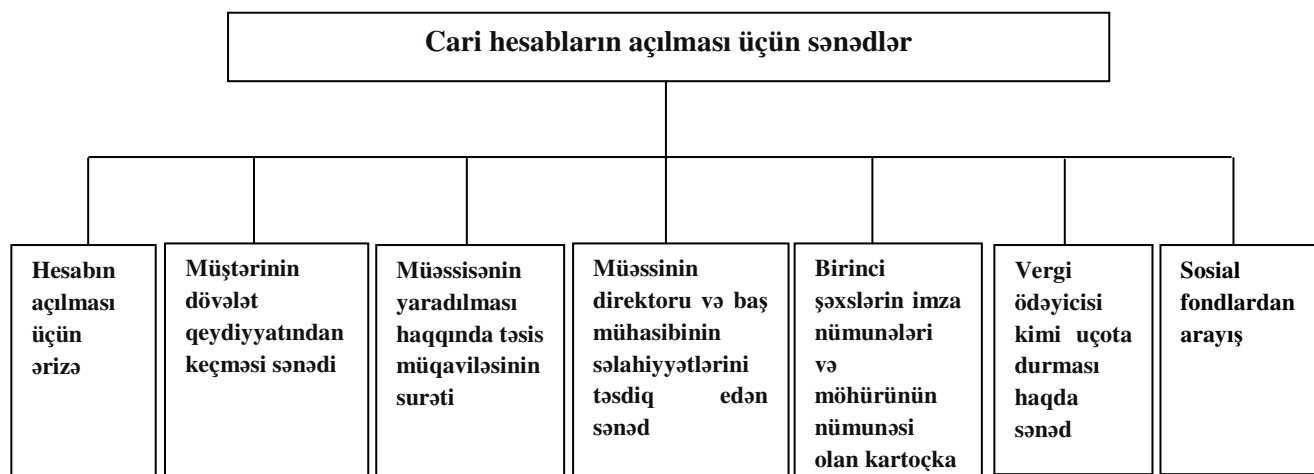 Cari hesabların açılması üçün sənədlər
Hesabın
açılması
üçün
ərizə
Müştərinin
dövələt
qeydiyyatından
keçməsi sənədi
Müəssisənin
yaradılması
haqqında təsis
müqaviləsinin
surəti
Müəssinin
direktoru və baş
mühasibinin
səlahiyyətlərini
təsdiq edən
sənəd
Birinci
şəxslərin imza
nümunələri
və
möhürünün
nümunəsi
olan kartoçka
Vergi
ödəyicisi
kimi uçota
durması
haqda
sənəd
Sosial
fondlardan
arayış